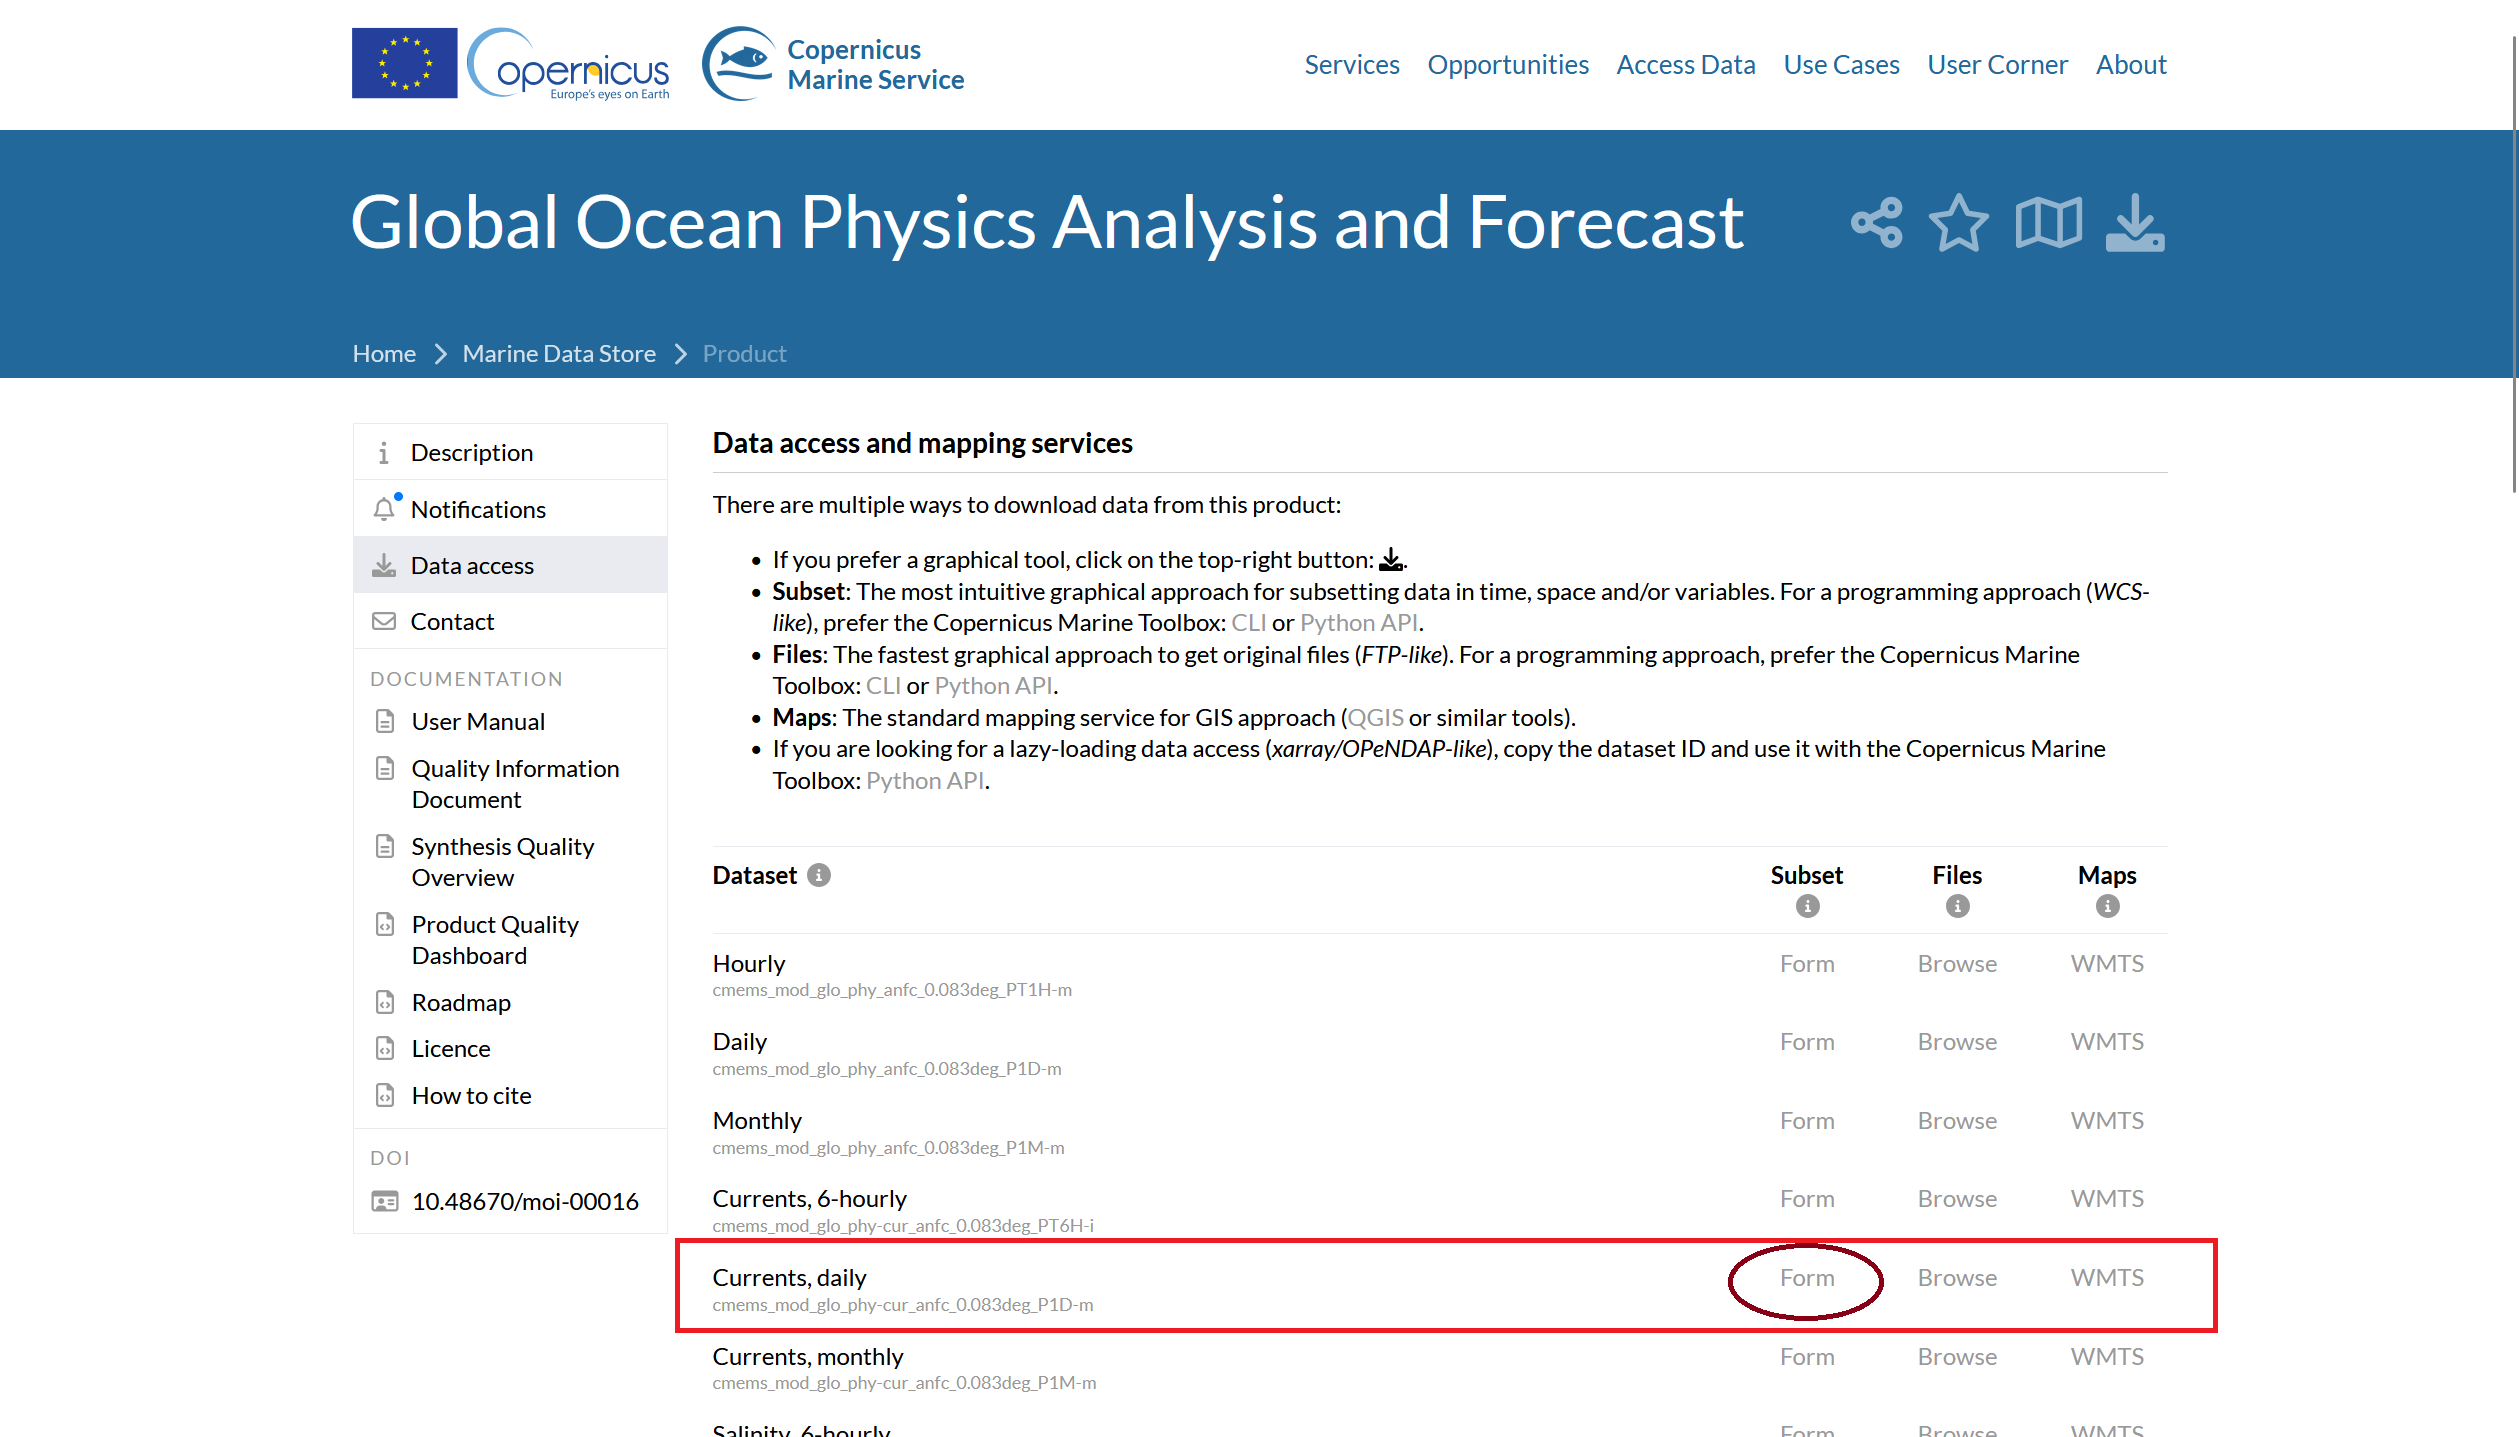 opernicus
Europe's eyes on Earth
Copernicus
Marine Service
Services Opportunities Access Data Use Cases User Corner About
Global Ocean Physics Analysis and Forecast
Home Marine Data Store Product
Description
Notifications
Data access
Contact
DOCUMENTATION
User Manual
Quality Information
Document
Synthesis Quality
Overview
Product Quality
Dashboard
Roadmap
Licence
How to cite
DOI
10.48670/moi-00016
Data access and mapping services
There are multiple ways to download data from this product:
• If you prefer a graphical tool, click on the top-right button: .
• Subset: The most intuitive graphical approach for subsetting data in time, space and/or variables. For a programming approach (WCS-
like), prefer the Copernicus Marine Toolbox: CLI or Python API.
• Files: The fastest graphical approach to get original files (FTP-like). For a programming approach, prefer the Copernicus Marine
Toolbox: CLI or Python API.
• Maps: The standard mapping service for GIS approach (QGIS or similar tools).
• If you are looking for a lazy-loading data access (xarray/OPeNDAP-like), copy the dataset ID and use it with the Copernicus Marine
Toolbox: Python API.
Dataset Subset Files Maps
Hourly Form Browse WMTS
cmems_mod_glo_phy_anfc_0.083deg_PT1H-m
Daily Form Browse WMTS
cmems_mod_glo_phy_anfc_0.083deg_P1D-m
Monthly Form Browse WMTS
cmems_mod_glo_phy_anfc_0.083deg_P1M-m
Currents, 6-hourly Form Browse WMTS
cmems_mod_glo_phy-cur_anfc_0.083deg_PT6H-i
Currents, daily Form Browse WMTS
cmems_mod_glo_phy-cur_anfc_0.083deg_P1D-m
Currents, monthly Form Browse WMTS
cmems_mod_glo_phy-cur_anfc_0.083deg_P1M-m
Salinity, 6-hourly Form Browse WMTS